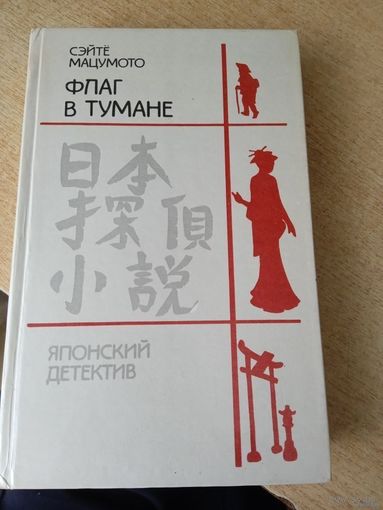 СЭЙТЁ
МАЦУМОТО
ФЛАГ
В ТУМАНЕ
日本
探偵
小説
ЯПОНСКИЙ
ДЕТЕКТИВ